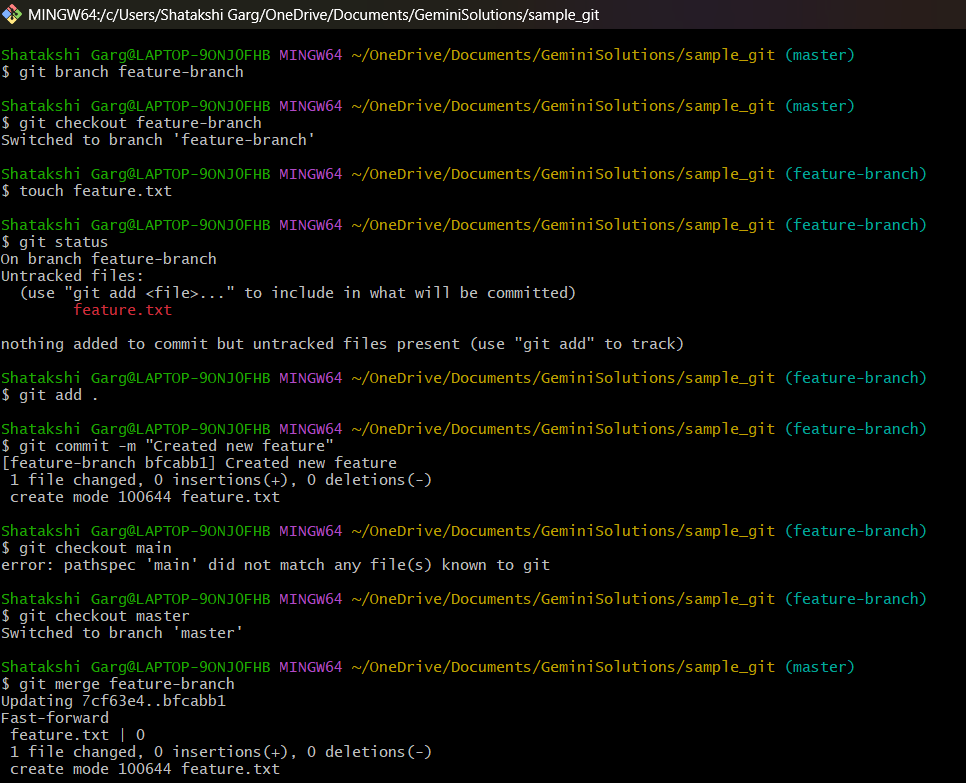 MINGW64:/c/Users/Shatakshi Garg/OneDrive/Documents/GeminiSolutions/sample_git
Shatakshi Garg@LAPTOP-9ONJ0FHB MINGW64 ~/OneDrive/Documents/GeminiSolutions/sample_git (master)
$ git branch feature-branch
Shatakshi Garg@LAPTOP-9ONJ0FHB MINGW64 ~/OneDrive/Documents/GeminiSolutions/sample_git (master)
$ git checkout feature-branch
Switched to branch 'feature-branch'
Shatakshi Garg@LAPTOP-9ONJ0FHB MINGW64 ~/OneDrive/Documents/GeminiSolutions/sample_git (feature-branch)
$ touch feature.txt
Shatakshi Garg@LAPTOP-9ONJ0FHB MINGW64 ~/OneDrive/Documents/GeminiSolutions/sample_git (feature-branch)
$ git status
On branch feature-branch
Untracked files:
  (use "git add <file>..." to include in what will be committed)
        feature.txt
nothing added to commit but untracked files present (use "git add" to track)
Shatakshi Garg@LAPTOP-9ONJ0FHB MINGW64 ~/OneDrive/Documents/GeminiSolutions/sample_git (feature-branch)
$ git add .
Shatakshi Garg@LAPTOP-9ONJ0FHB MINGW64 ~/OneDrive/Documents/GeminiSolutions/sample_git (feature-branch)
$ git commit -m "Created new feature"
[feature-branch bfcabb1] Created new feature
 1 file changed, 0 insertions(+), 0 deletions(-)
 create mode 100644 feature.txt
Shatakshi Garg@LAPTOP-9ONJ0FHB MINGW64 ~/OneDrive/Documents/GeminiSolutions/sample_git (feature-branch)
$ git checkout main
error: pathspec 'main' did not match any file(s) known to git
Shatakshi Garg@LAPTOP-9ONJ0FHB MINGW64 ~/OneDrive/Documents/GeminiSolutions/sample_git (feature-branch)
$ git checkout master
Switched to branch 'master'
Shatakshi Garg@LAPTOP-9ONJ0FHB MINGW64 ~/OneDrive/Documents/GeminiSolutions/sample_git (master)
$ git merge feature-branch
Updating 7cf63e4..bfcabb1
Fast-forward
 feature.txt | 0
 1 file changed, 0 insertions(+), 0 deletions(-)
 create mode 100644 feature.txt